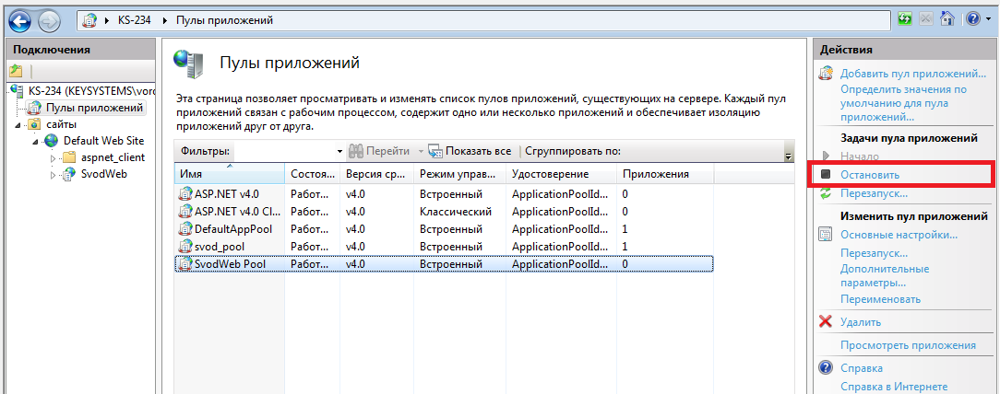 KS-234 Пулы приложений
Подключения
KS-234 (KEYSYSTEMS\voro
Пулы приложений
сайты
Default Web Site
aspnet_client
SvodWeb
Пулы приложений
Эта страница позволяет просматривать и изменять список пулов приложений, существующих на сервере. Каждый пул
приложений связан с рабочим процессом, содержит одно или несколько приложений и обеспечивает изоляцию
приложений друг от друга.
Фильтры: Перейти Показать все Сгруппировать по:
Имя Состоя... Версия ср... Режим управ... Удостоверение Приложения
ASP.NET v4.0 Работ... v4.0 Встроенный ApplicationPoolId... 0
ASP.NET v4.0 Cl... Работ... v4.0 Классический ApplicationPoolId... 0
DefaultAppPool Работ... v4.0 Встроенный ApplicationPoolId... 1
svod_pool Работ... v4.0 Встроенный ApplicationPoolId... 1
SvodWeb Pool Работ... v4.0 Встроенный ApplicationPoolId... 0
Действия
Добавить пул приложений...
Определить значения по
умолчанию для пула
приложений...
Задачи пула приложений
Начало
Остановить
Перезапуск...
Изменить пул приложений
Основные настройки...
Перезапуск...
Дополнительные
параметры...
Переименовать
Удалить
Просмотреть приложения
Справка
Справка в Интернете